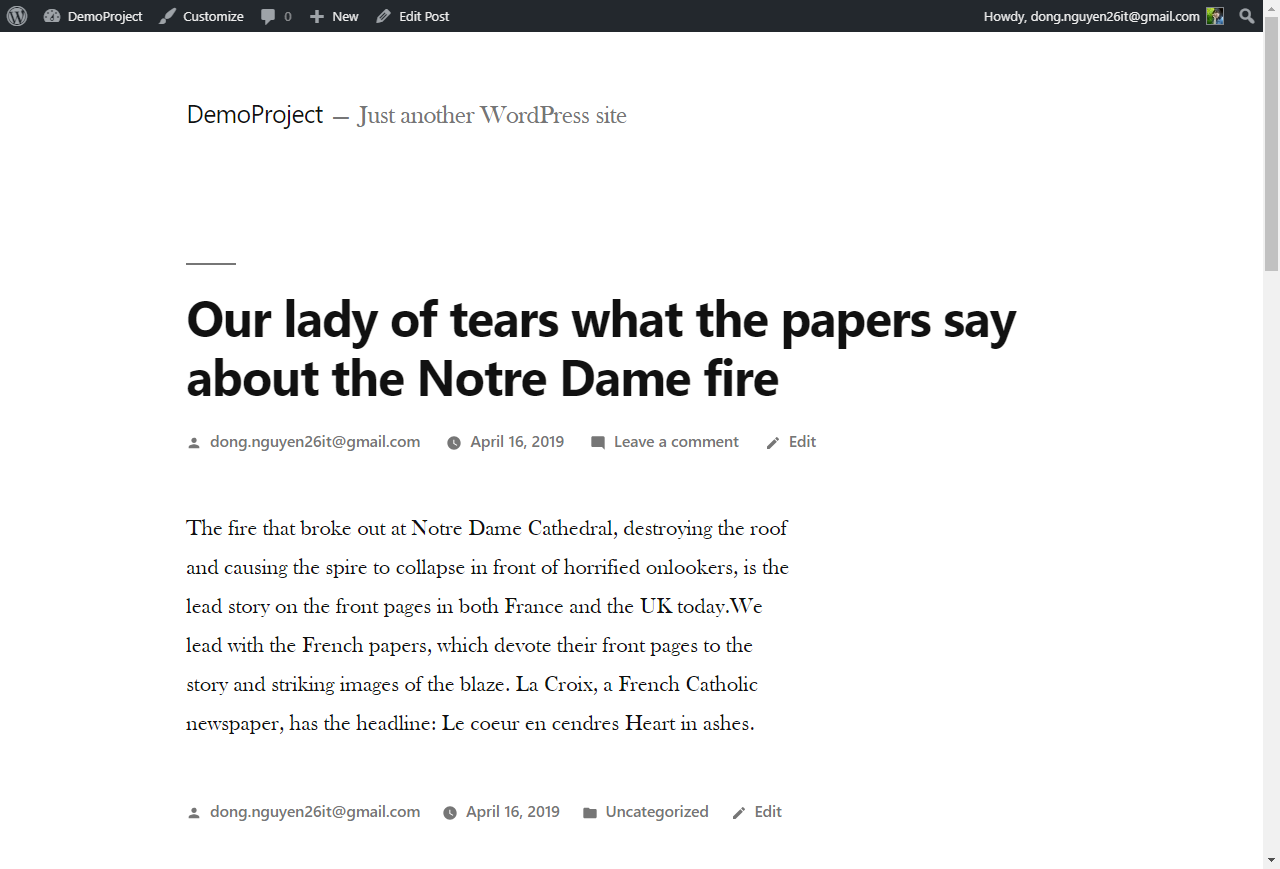 DemoProject Customize 0 New Edit Post Howdy, dong.nguyen26it@gmail.com
DemoProject — Just another WordPress site
Our lady of tears what the papers say
about the Notre Dame fire
dong.nguyen26it@gmail.com April 16, 2019 Leave a comment Edit
The fire that broke out at Notre Dame Cathedral, destroying the roof
and causing the spire to collapse in front of horrified onlookers, is the
lead story on the front pages in both France and the UK today.We
lead with the French papers, which devote their front pages to the
story and striking images of the blaze. La Croix, a French Catholic
newspaper, has the headline: Le coeur en cendres Heart in ashes.
dong.nguyen26it@gmail.com April 16, 2019 Uncategorized Edit